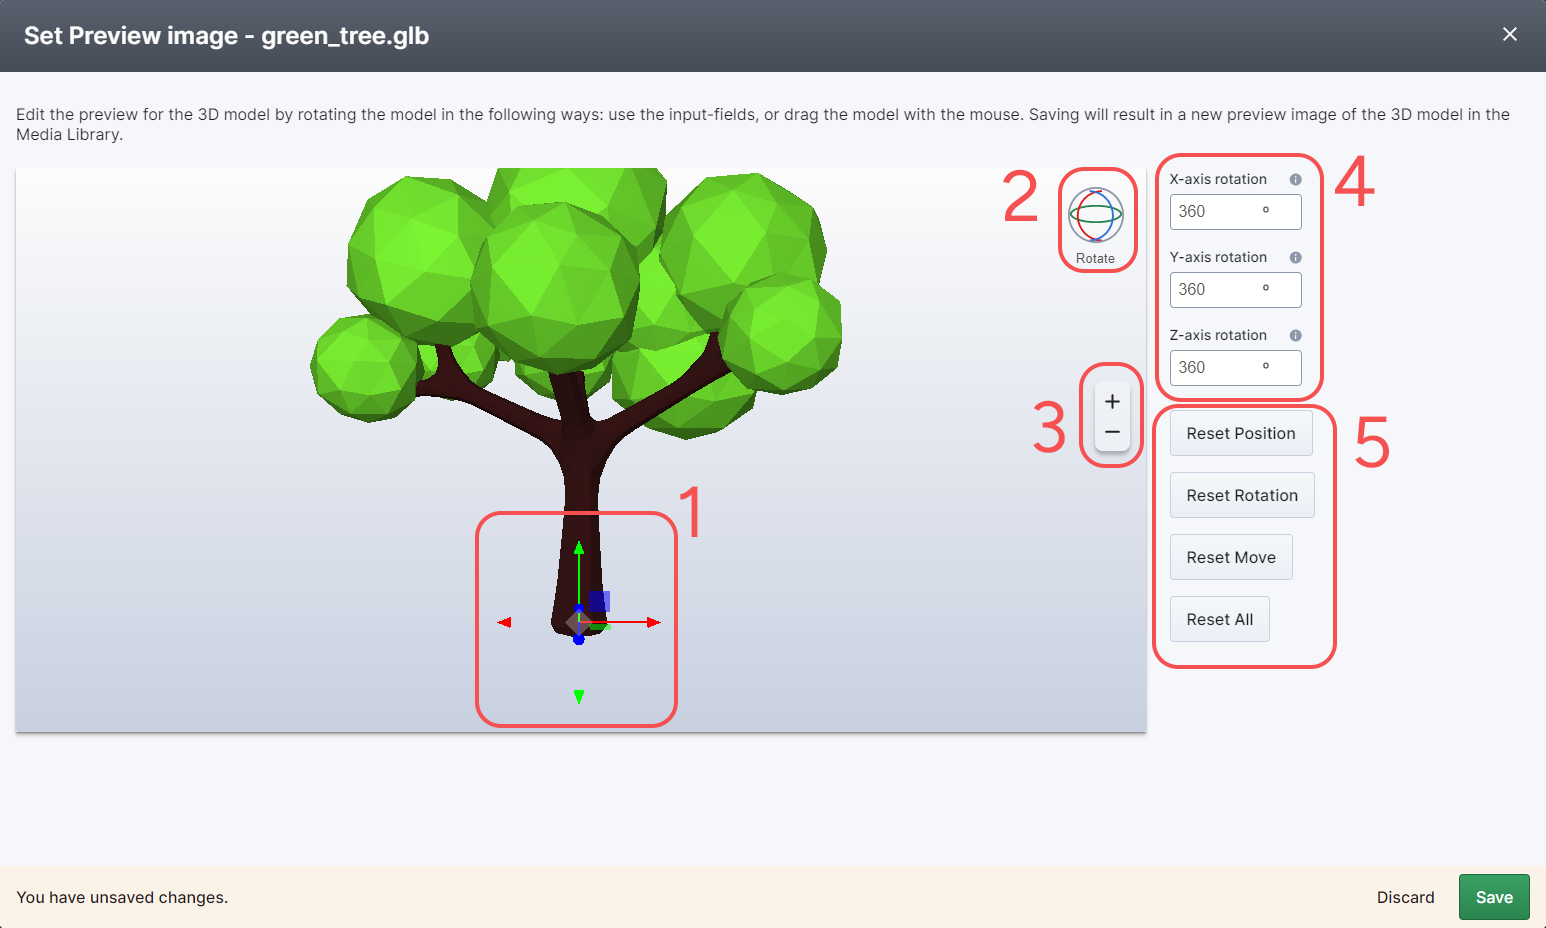 Set Preview image - green_tree.glb
Edit the preview for the 3D model by rotating the model in the following ways: use the input-fields, or drag the model with the mouse. Saving will result in a new preview image of the 3D model in the
Media Library.
2
Rotate
X-axis rotation
360 º
4
Y-axis rotation
360 º
Z-axis rotation
360 º
3
+
−
Reset Position
5
Reset Rotation
1
Reset Move
Reset All
You have unsaved changes.
Discard
Save